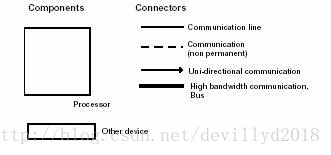 Components
Connectors
Communication line
Communication
(non permanent)
Uni-directional communication
High bandwidth communication,
Bus
Processor
Other device
http://blog.csdn.net/devillyd2018